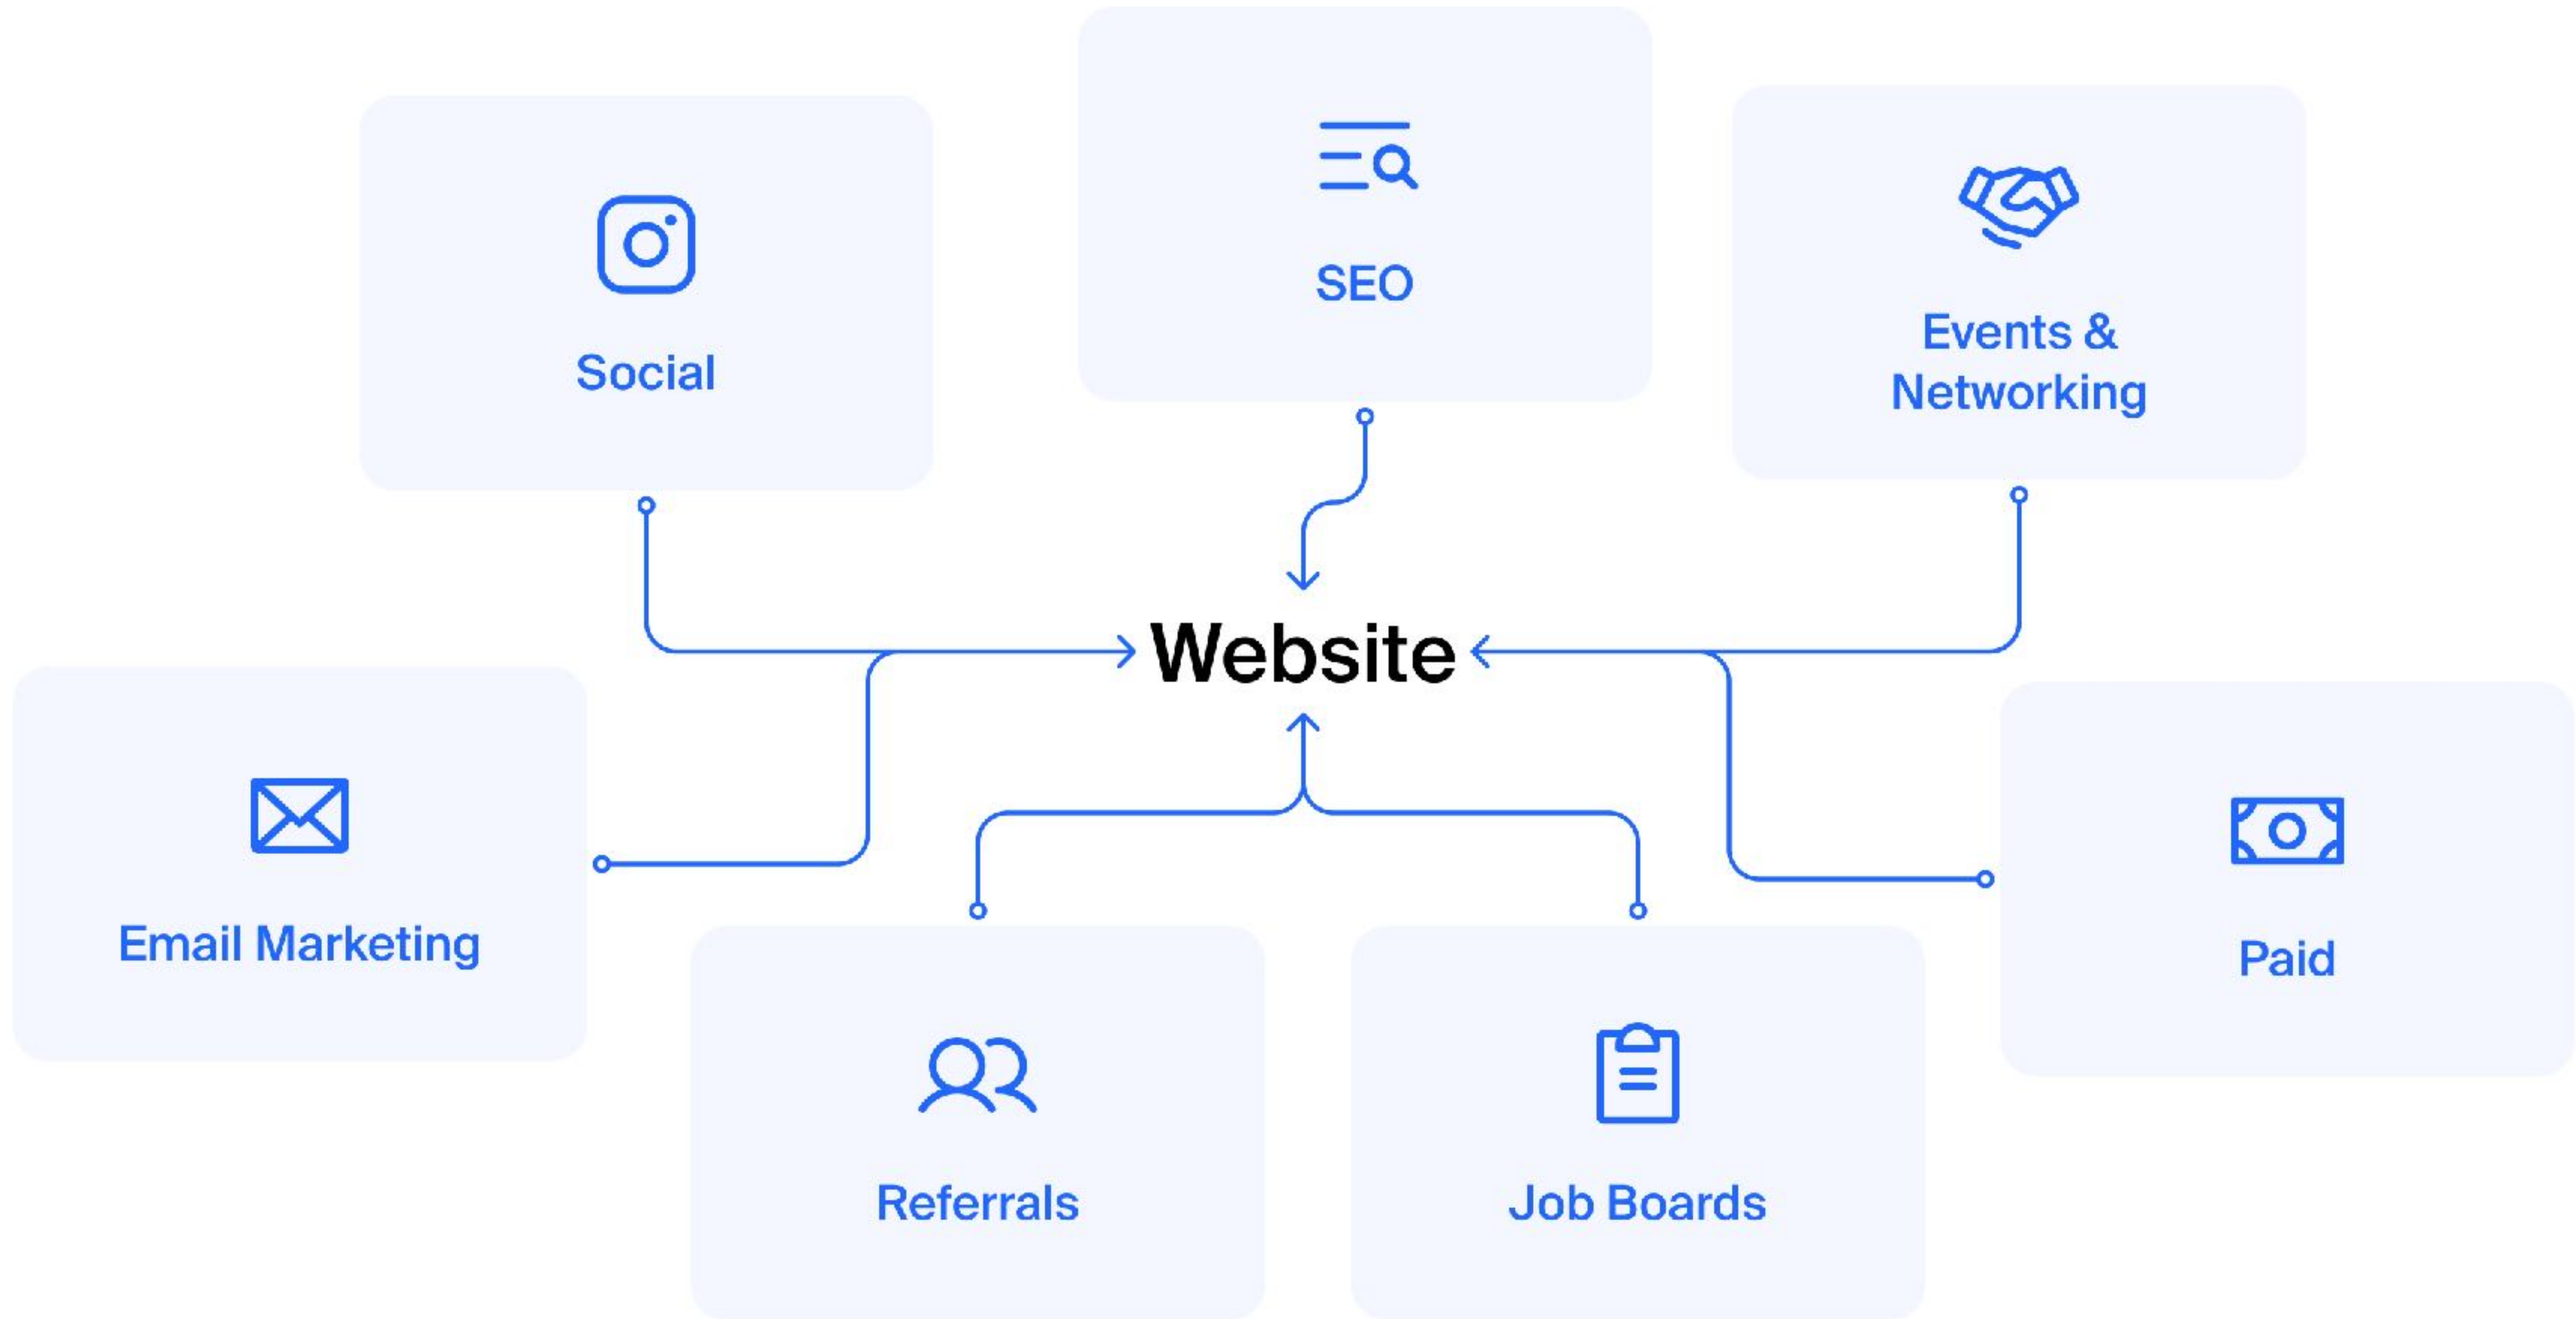 SEO
Social
Events &
Networking
Website
Email Marketing
Paid
Referrals
Job Boards